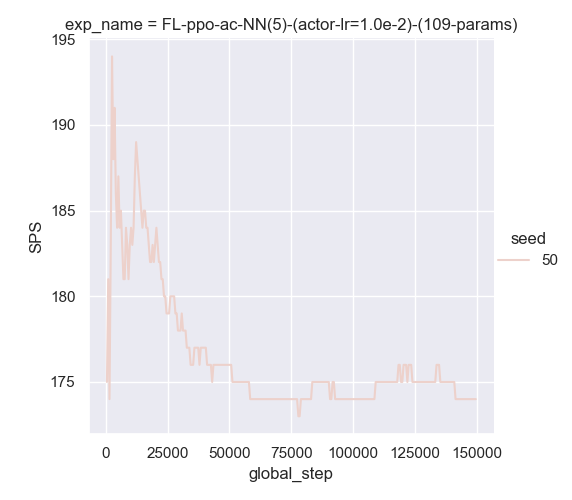 exp_name = FL-ppo-ac-NN(5)-(actor-lr=1.0e-2)-(109-params)
195
190
185
180
175
SPS
0 25000 50000 75000 100000 125000 150000
global_step
seed
50